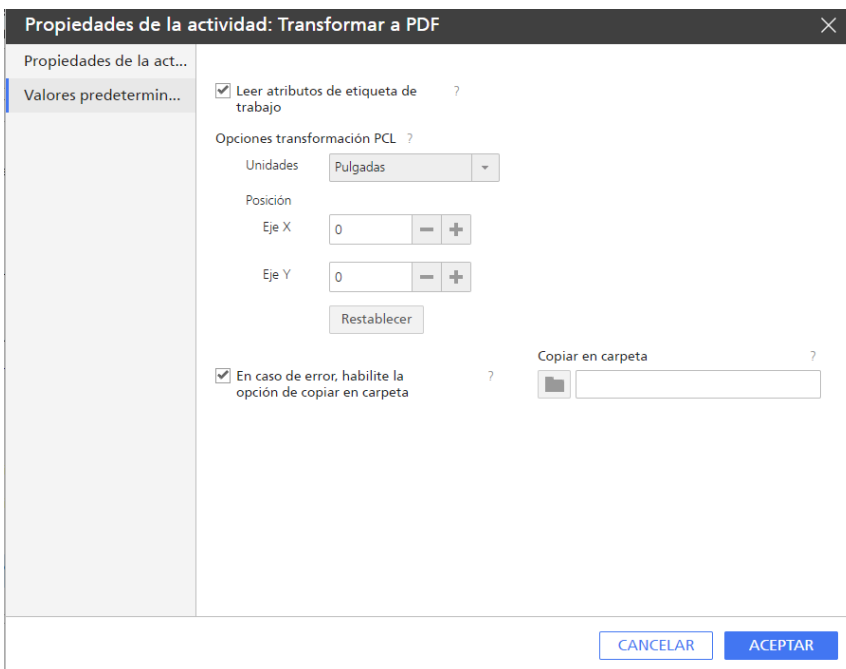 Propiedades de la actividad: Transformar a PDF
Propiedades de la act...
Valores predetermin...
Leer atributos de etiqueta de ?
trabajo
Opciones transformación PCL ?
Unidades Pulgadas
Posición
Eje X 0
Eje Y 0
Restablecer
Copiar en carpeta ?
En caso de error, habilite la ?
opción de copiar en carpeta
CANCELAR ACEPTAR